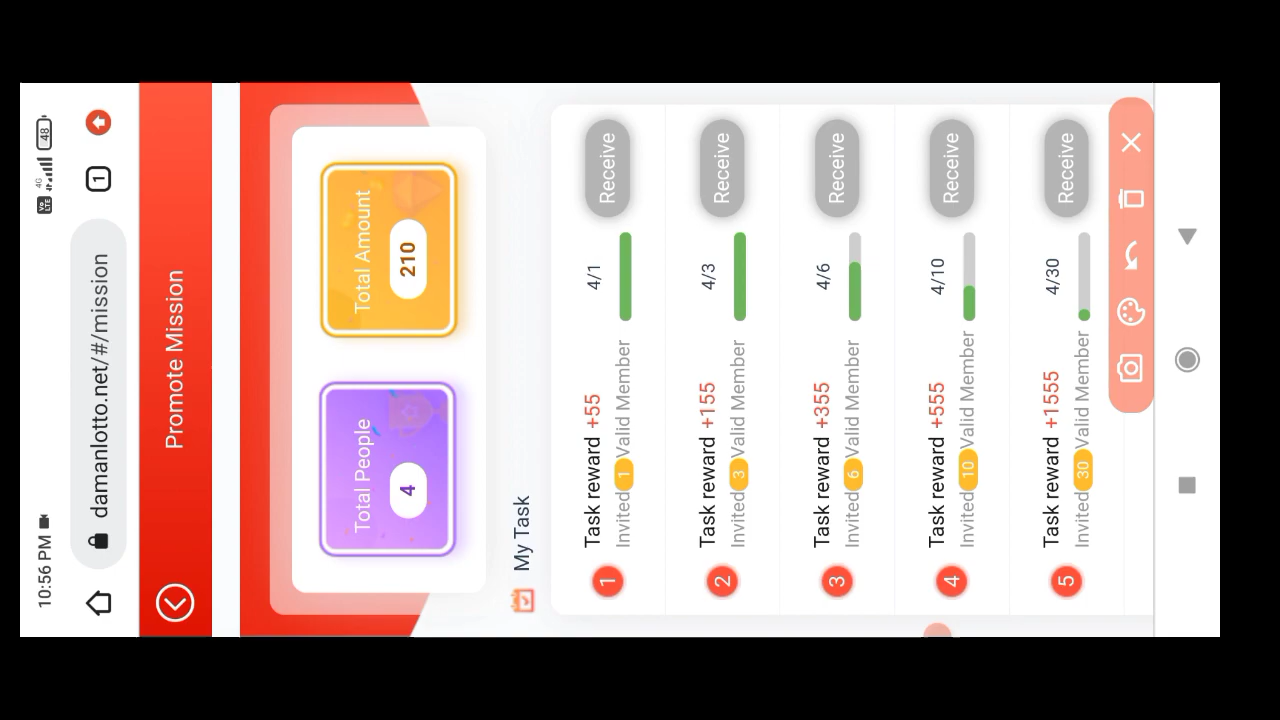 10:56 PM
Vo LTE 4G 48
damanlotto.net/#/mission
1
Promote Mission
Total People
4
Total Amount
210
My Task
1
Task reward +55
Invited 1 Valid Member
4/1
Receive
2
Task reward +155
Invited 3 Valid Member
4/3
Receive
3
Task reward +355
Invited 6 Valid Member
4/6
Receive
4
Task reward +555
Invited 10 Valid Member
4/10
Receive
5
Task reward +1555
Invited 30 Valid Member
4/30
Receive